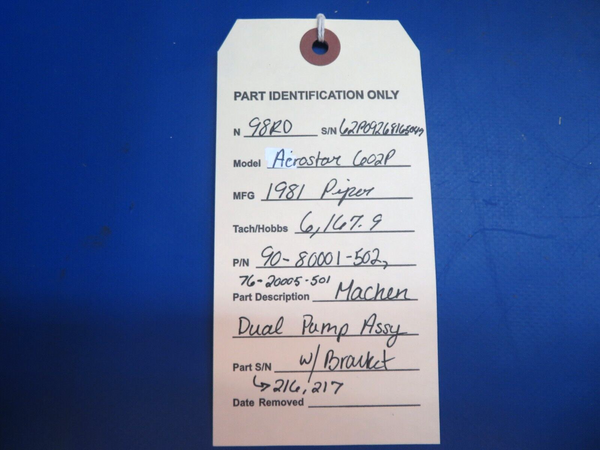 PART IDENTIFICATION ONLY
N 98RD S/N
Model Aerostar 602P
MFG 1981 Piper
Tach/Hobbs 6,167.9
P/N 90-80001-502,
76-20005-501
Part Description Machen
Dual Pump Assy
Part S/N w/ Bracket
↳ 216, 217
Date Removed